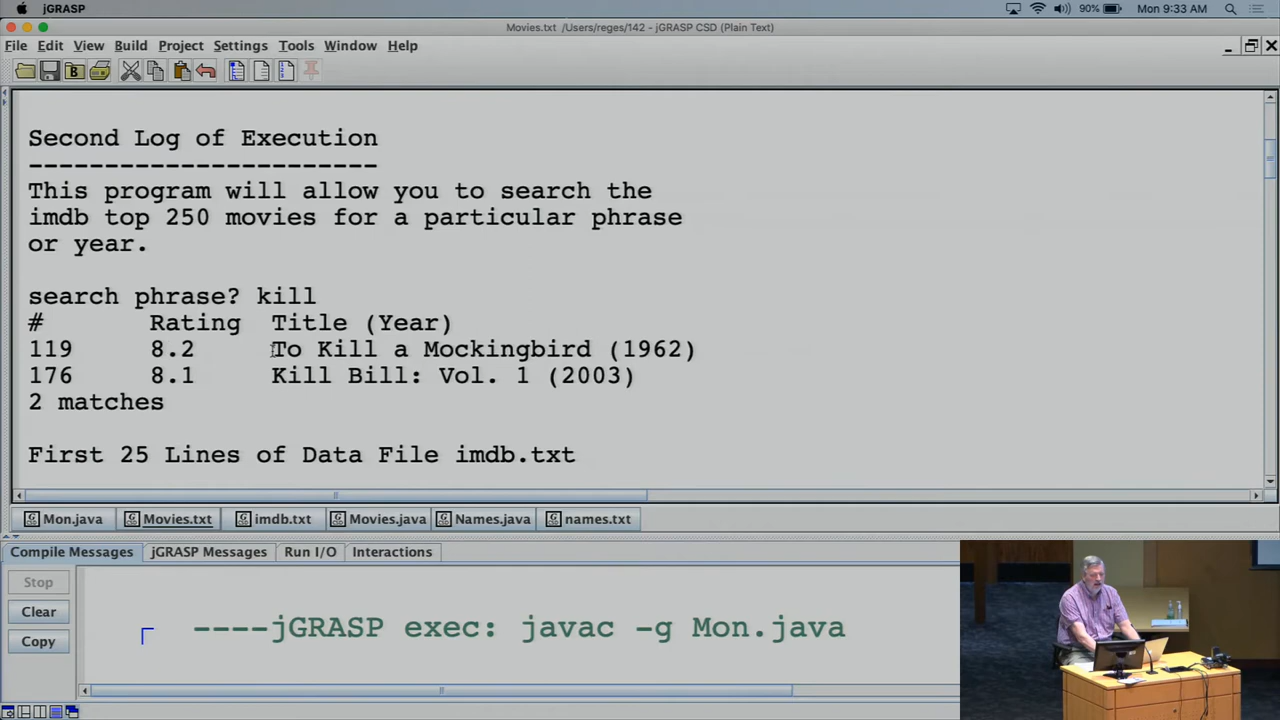 jGRASP
90%
Mon 9:33 AM
Movies.txt /Users/reges/142 - jGRASP CSD (Plain Text)
File Edit View Build Project Settings Tools Window Help
Second Log of Execution
-----------------------
This program will allow you to search the
imdb top 250 movies for a particular phrase
or year.
search phrase? kill
# Rating Title (Year)
119 8.2 To Kill a Mockingbird (1962)
176 8.1 Kill Bill: Vol. 1 (2003)
2 matches
First 25 Lines of Data File imdb.txt
Mon.java Movies.txt imdb.txt Movies.java Names.java names.txt
Compile Messages jGRASP Messages Run I/O Interactions
Stop
Clear
Copy
----jGRASP exec: javac -g Mon.java